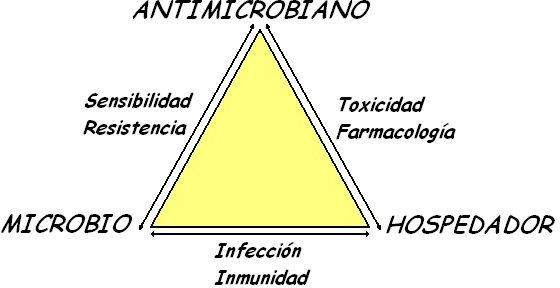 ANTIMICROBIANO
Sensibilidad
Resistencia
Toxicidad
Farmacología
MICROBIO
HOSPEDADOR
Infección
Inmunidad